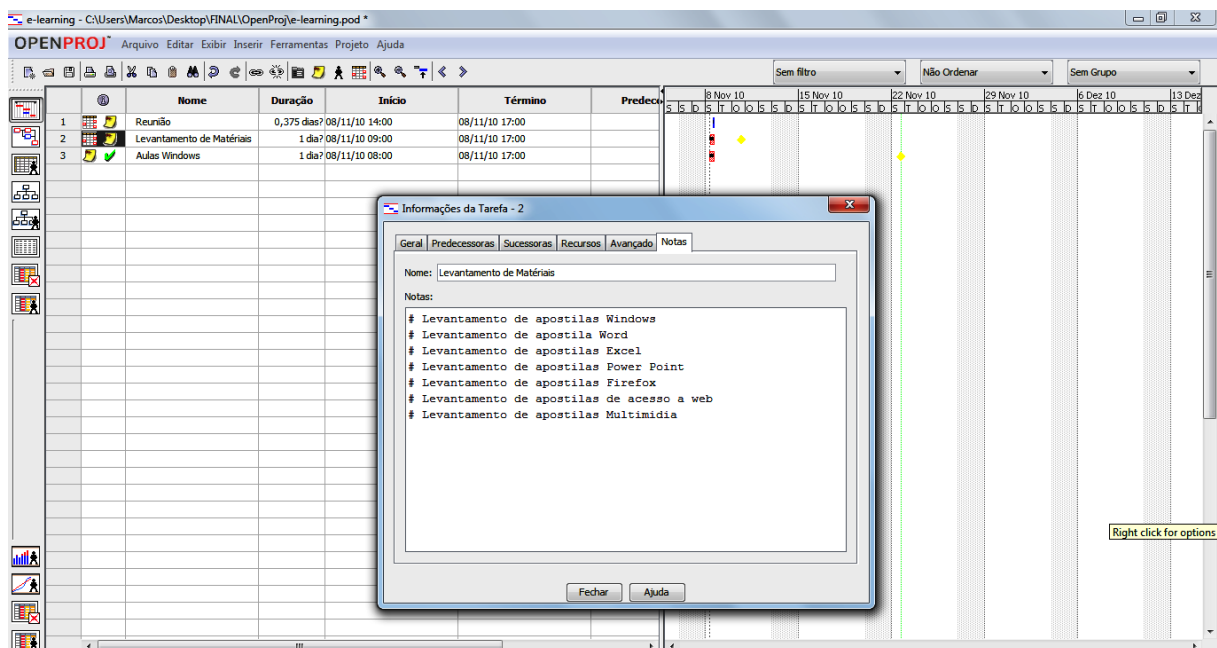 e-learning - C:\Users\Marcos\Desktop\FINAL\OpenProj\e-learning.pod *
OPENPROJ Arquivo Editar Exibir Inserir Ferramentas Projeto Ajuda
Sem filtro Não Ordenar Sem Grupo
Nome Duração Início Término Predeco
8 Nov 10 15 Nov 10 22 Nov 10 29 Nov 10 6 Dez 10 13 Dez
S S D S T Q Q S S D S T Q Q S S D S T Q Q S S D S T Q Q S S D S T Q Q S S D S T
1 Reunião 0,375 dias? 08/11/10 14:00 08/11/10 17:00
2 Levantamento de Matériais 1 dia? 08/11/10 09:00 08/11/10 17:00
3 Aulas Windows 1 dia? 08/11/10 08:00 08/11/10 17:00
Informações da Tarefa - 2
Geral Predecessoras Sucessoras Recursos Avançado Notas
Nome: Levantamento de Matériais
Notas:
# Levantamento de apostilas Windows
# Levantamento de apostila Word
# Levantamento de apostilas Excel
# Levantamento de apostilas Power Point
# Levantamento de apostilas Firefox
# Levantamento de apostilas de acesso a web
# Levantamento de apostilas Multimidia
Right click for options
Fechar Ajuda